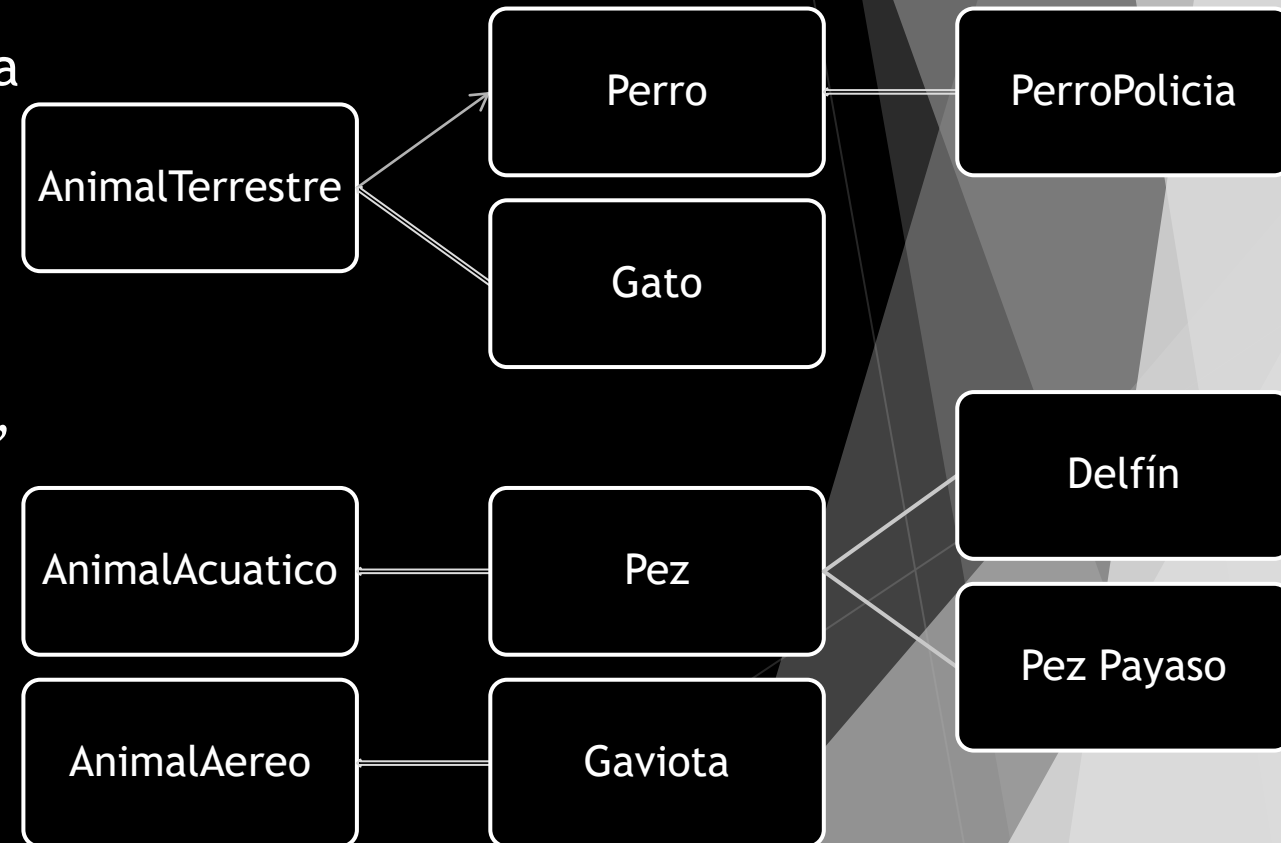 a
Perro
PerroPolicia
AnimalTerrestre
Gato
,
Delfín
AnimalAcuatico
Pez
Pez Payaso
AnimalAereo
Gaviota